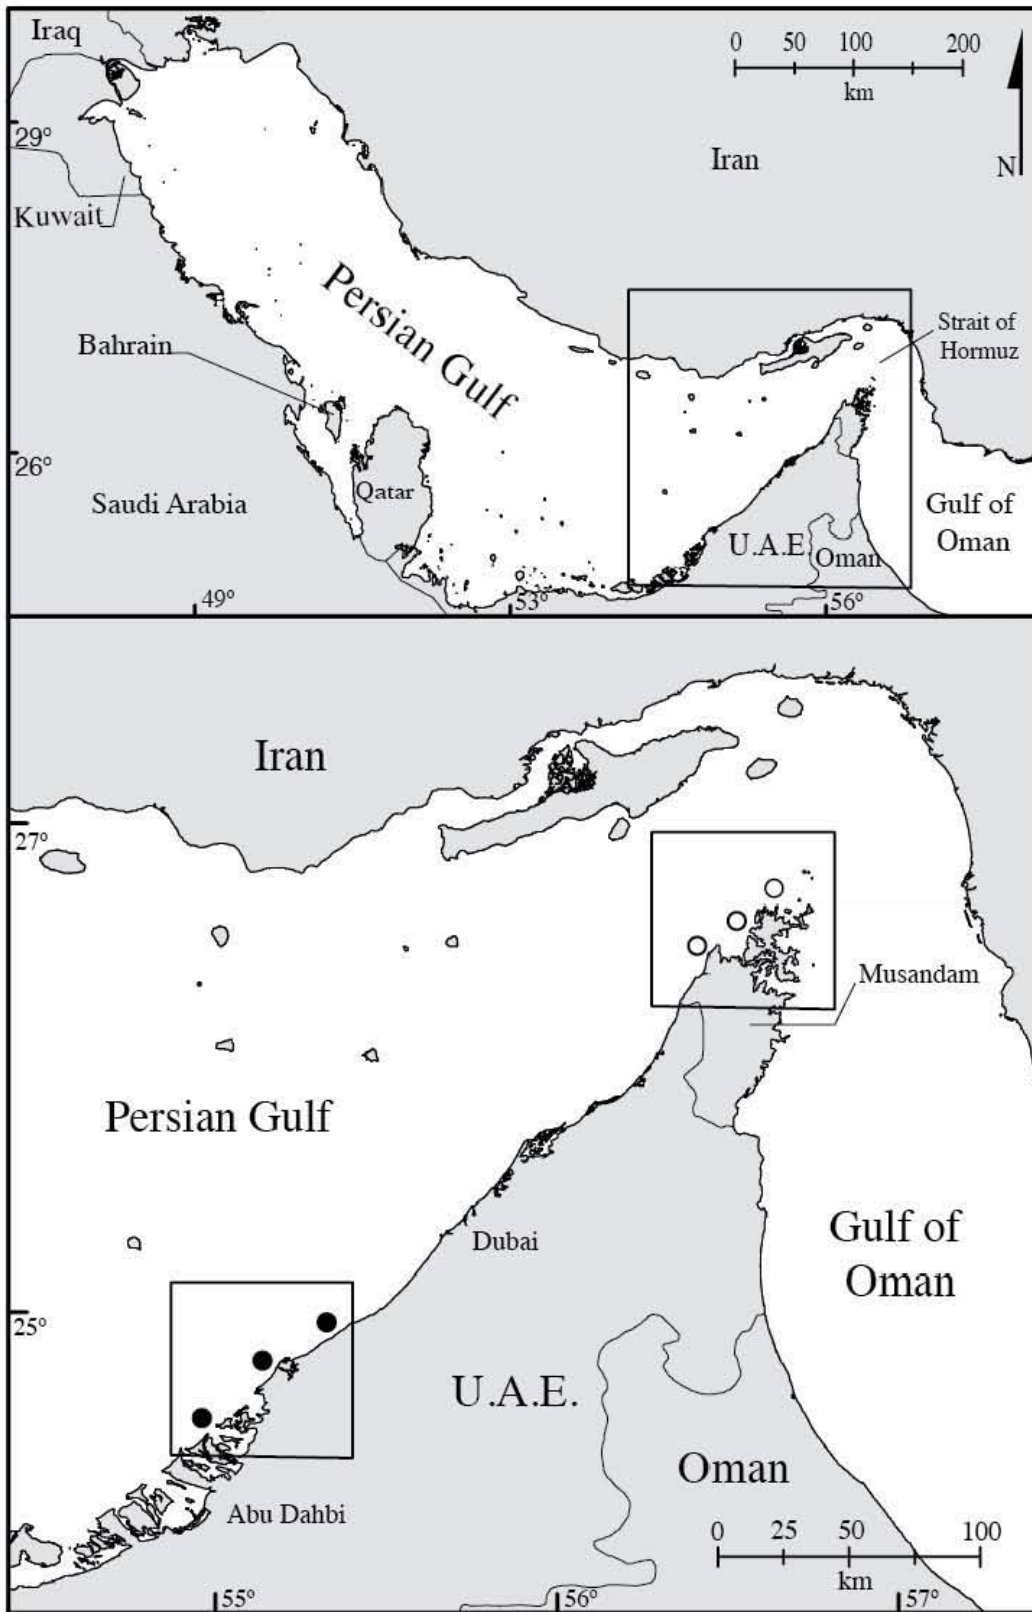 Iraq
0 50 100 200
km
29°
Iran
N
Kuwait
Persian Gulf
Bahrain
Strait of
Hormuz
26°
Saudi Arabia
Qatar
U.A.E
Oman
Gulf of
Oman
49°
53°
56°
Iran
27°
Musandam
Persian Gulf
Dubai
Gulf of
Oman
25°
U.A.E.
Oman
Abu Dahbi
0 25 50 100
km
55°
56°
57°